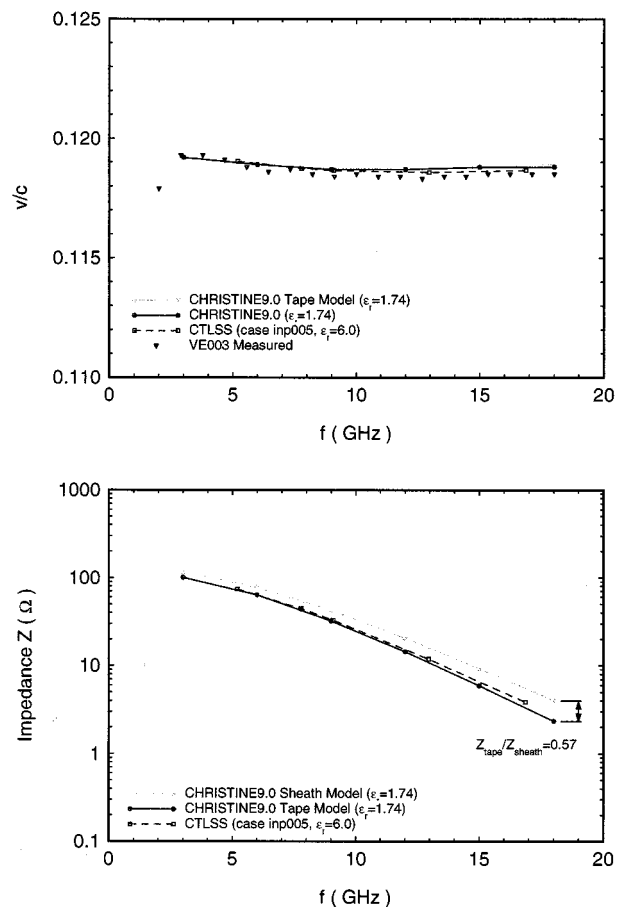 0.125
0.120
v/c
0.115
0.110
CHRISTINE9.0 Tape Model (εr=1.74)
CHRISTINE9.0 (εr=1.74)
CTLSS (case inp005, εr=6.0)
VE003 Measured
0 5 10 15 20
f ( GHz )
1000
100
Impedance Z ( Ω )
10
1
0.1
Ztape/Zsheath=0.57
CHRISTINE9.0 Sheath Model (εr=1.74)
CHRISTINE9.0 Tape Model (εr=1.74)
CTLSS (case inp005, εr=6.0)
0 5 10 15 20
f ( GHz )